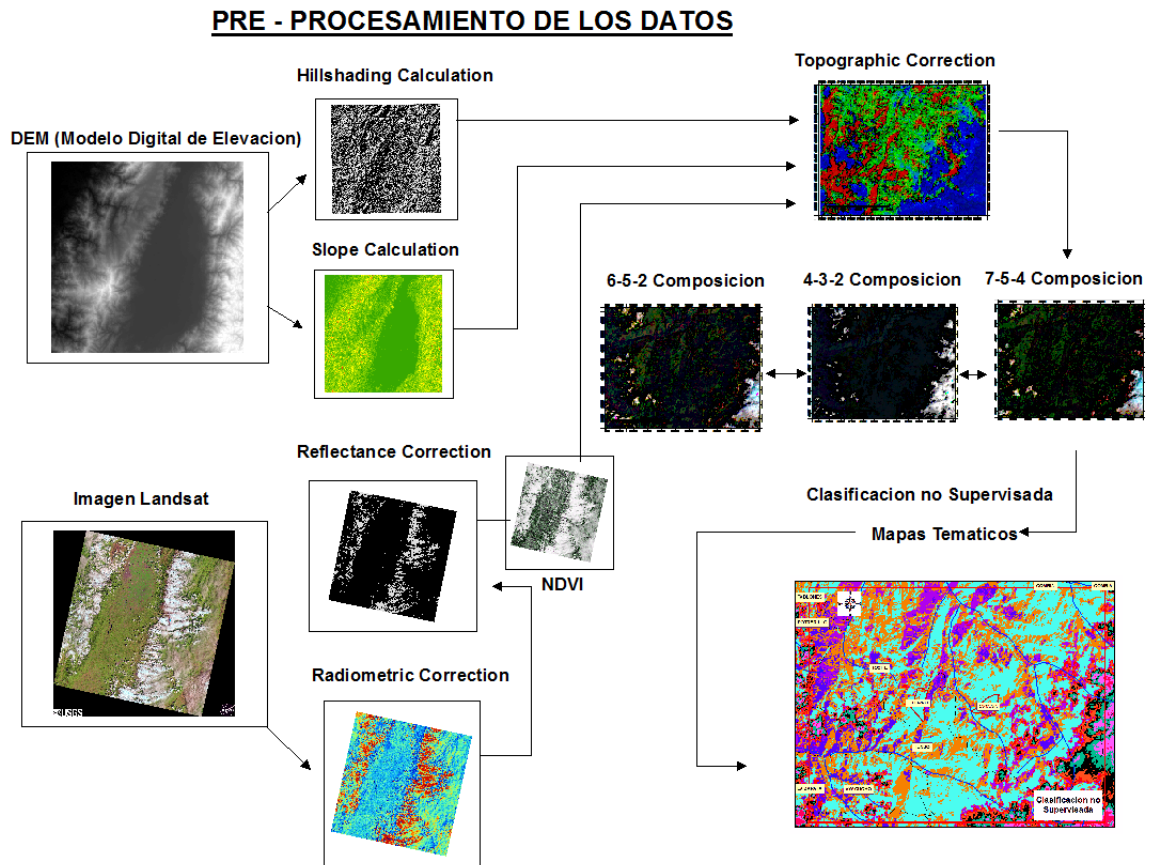 PRE - PROCESAMIENTO DE LOS DATOS
Hillshading Calculation
Topographic Correction
DEM (Modelo Digital de Elevacion)
Slope Calculation
6-5-2 Composicion
4-3-2 Composicion
7-5-4 Composicion
Reflectance Correction
Imagen Landsat
NDVI
Clasificacion no Supervisada
Mapas Tematicos
Radiometric Correction
USGS
Clasificacion no
Supervisada